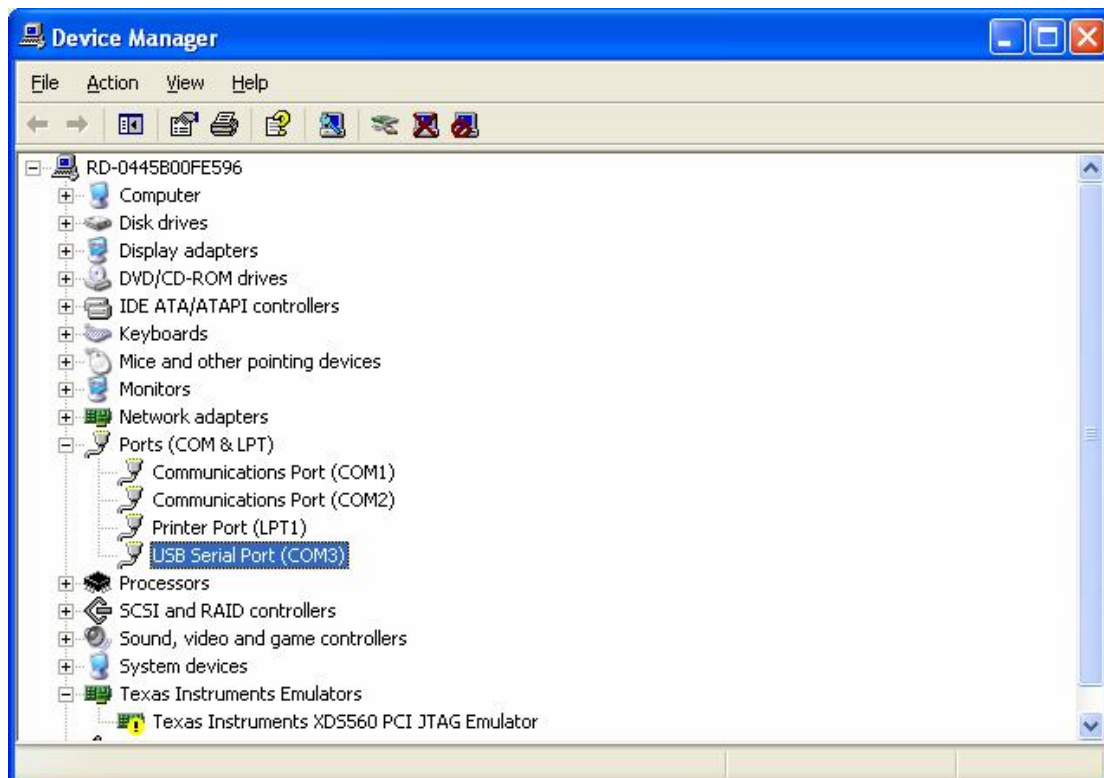 Device Manager
File Action View Help
RD-0445B00FE596
Computer
Disk drives
Display adapters
DVD/CD-ROM drives
IDE ATA/ATAPI controllers
Keyboards
Mice and other pointing devices
Monitors
Network adapters
Ports (COM & LPT)
Communications Port (COM1)
Communications Port (COM2)
Printer Port (LPT1)
USB Serial Port (COM3)
Processors
SCSI and RAID controllers
Sound, video and game controllers
System devices
Texas Instruments Emulators
Texas Instruments XDS560 PCI JTAG Emulator